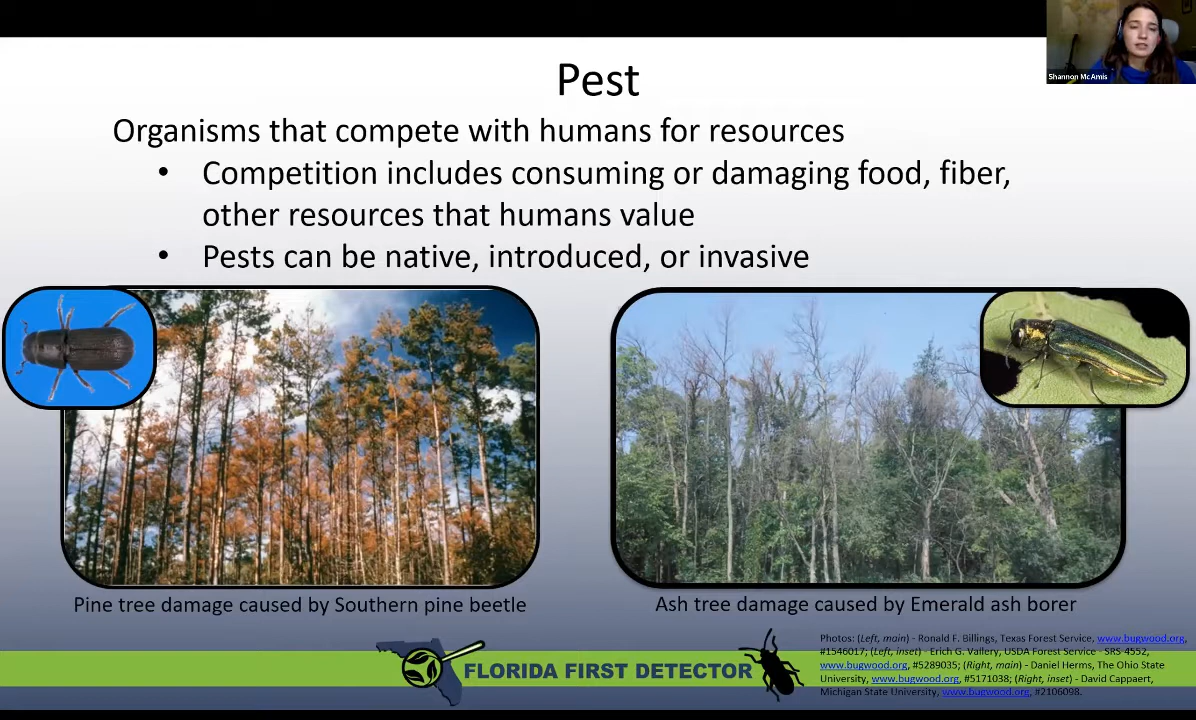 Shannon McAmis
Pest
Organisms that compete with humans for resources
• Competition includes consuming or damaging food, fiber,
other resources that humans value
• Pests can be native, introduced, or invasive
Pine tree damage caused by Southern pine beetle
Ash tree damage caused by Emerald ash borer
FLORIDA FIRST DETECTOR
Photos: (Left, main) - Ronald F. Billings, Texas Forest Service, www.bugwood.org,
#1546017; (Left, inset) - Erich G. Vallery, USDA Forest Service - SRS-4552,
www.bugwood.org, #5289035; (Right, main) - Daniel Herms, The Ohio State
University, www.bugwood.org, #5171038; (Right, inset) - David Cappaert,
Michigan State University, www.bugwood.org, #2106098.